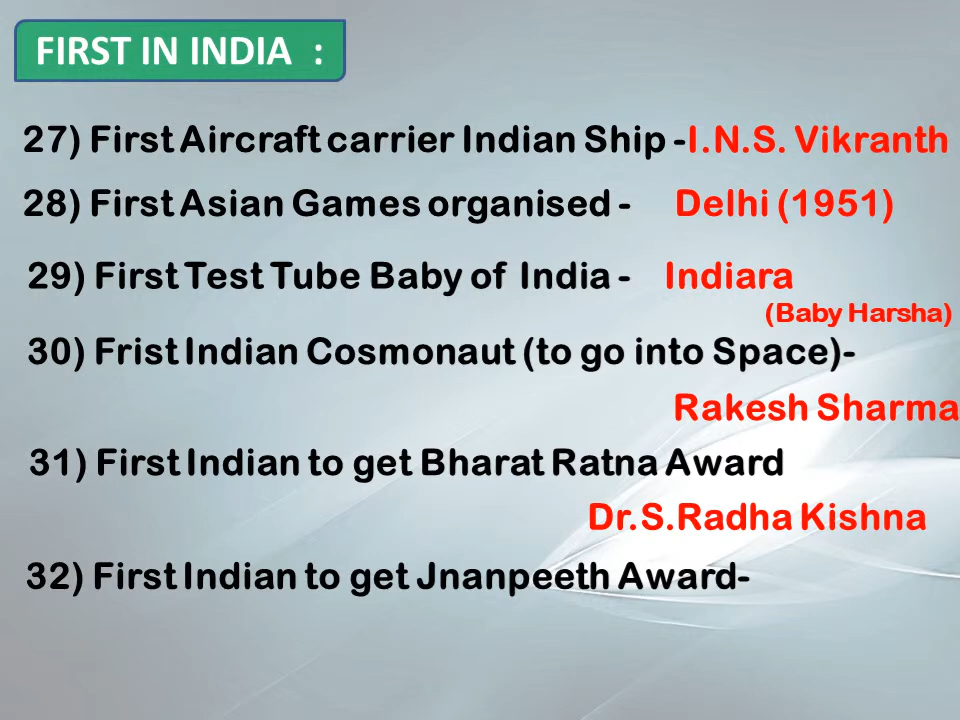 FIRST IN INDIA :
27) First Aircraft carrier Indian Ship -I.N.S. Vikranth
28) First Asian Games organised - Delhi (1951)
29) First Test Tube Baby of India - Indiara
(Baby Harsha)
30) Frist Indian Cosmonaut (to go into Space)-
Rakesh Sharma
31) First Indian to get Bharat Ratna Award
Dr.S.Radha Kishna
32) First Indian to get Jnanpeeth Award-